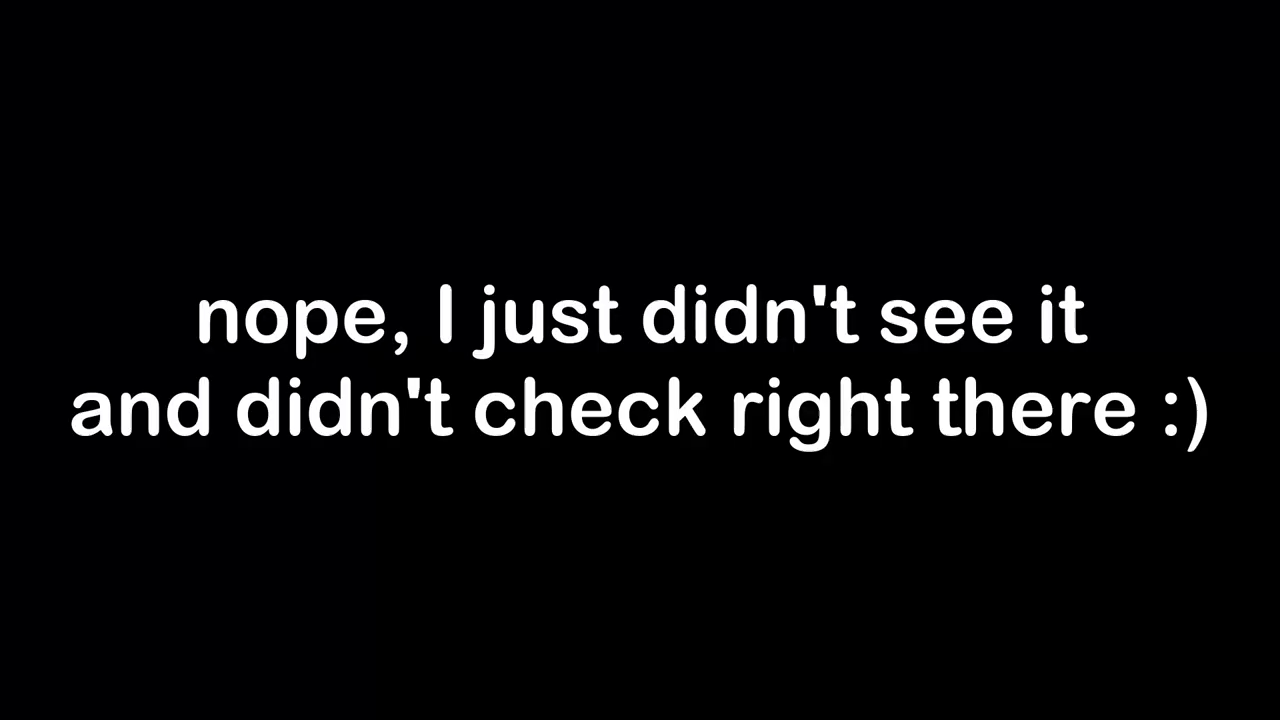 nope, I just didn't see it
and didn't check right there :)